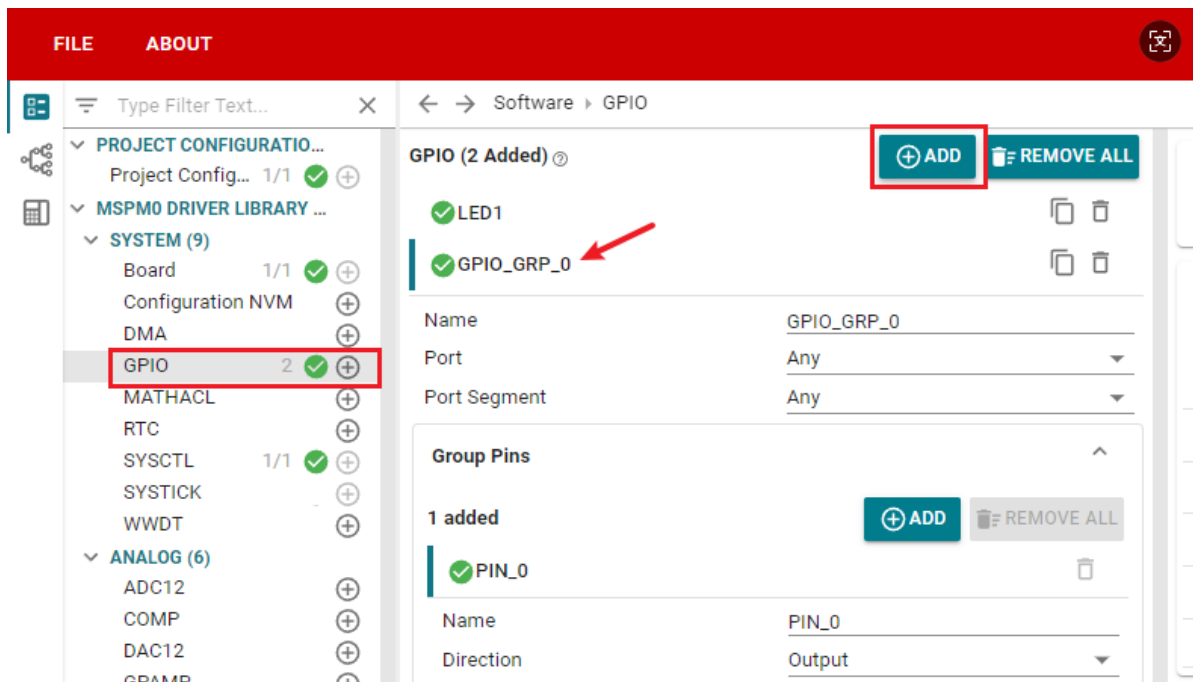 FILE ABOUT
Type Filter Text...
Software GPIO
PROJECT CONFIGURATIO...
Project Config... 1/1
MSPM0 DRIVER LIBRARY ...
SYSTEM (9)
Board 1/1
Configuration NVM
DMA
GPIO 2
MATHACL
RTC
SYSCTL 1/1
SYSTICK
WWDT
ANALOG (6)
ADC12
COMP
DAC12
GPAMP
GPIO (2 Added)
ADD
REMOVE ALL
LED1
GPIO_GRP_0
Name GPIO_GRP_0
Port Any
Port Segment Any
Group Pins
1 added
ADD
REMOVE ALL
PIN_0
Name PIN_0
Direction Output